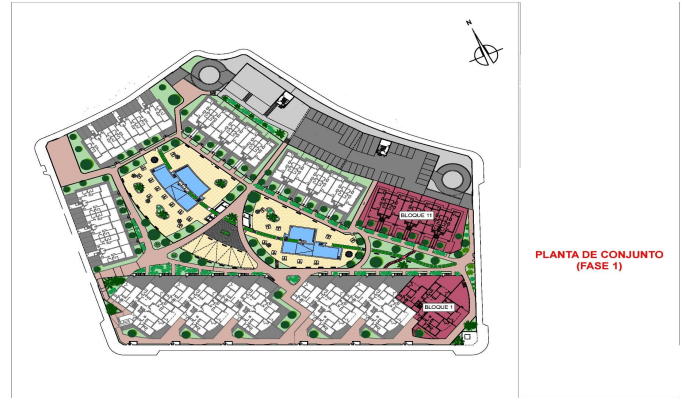 N
BLOQUE 11
PLANTA DE CONJUNTO
(FASE 1)
BLOQUE 1